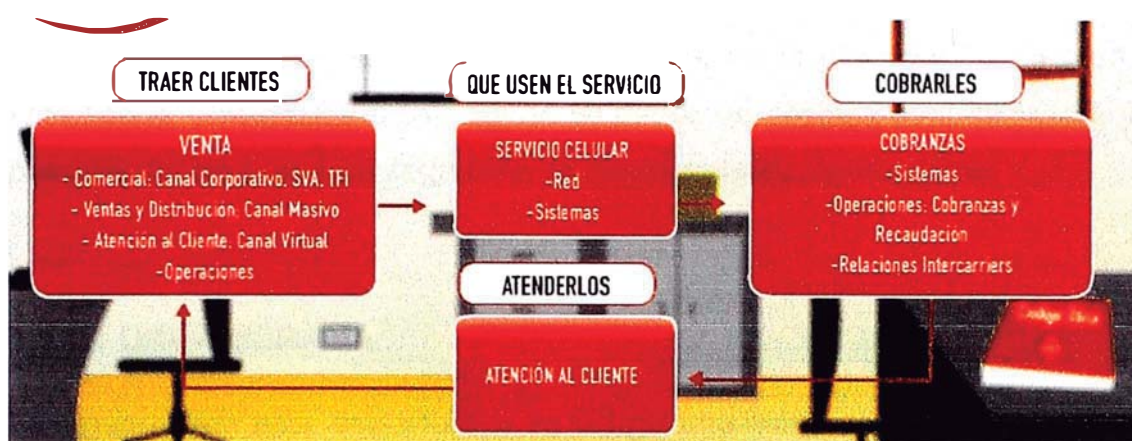 TRAER CLIENTES
VENTA
- Comercial: Canal Corporativo, SVA, TFI
- Ventas y Distribución: Canal Masivo
- Atención al Cliente. Canal Virtual
-Operaciones
QUE USEN EL SERVICIO
SERVICIO CELULAR
-Red
-Sistemas
COBRARLES
COBRANZAS
-Sistemas
-Operaciones: Cobranzas y
Recaudación
-Relaciones Intercarriers
ATENDERLOS
ATENCIÓN AL CLIENTE